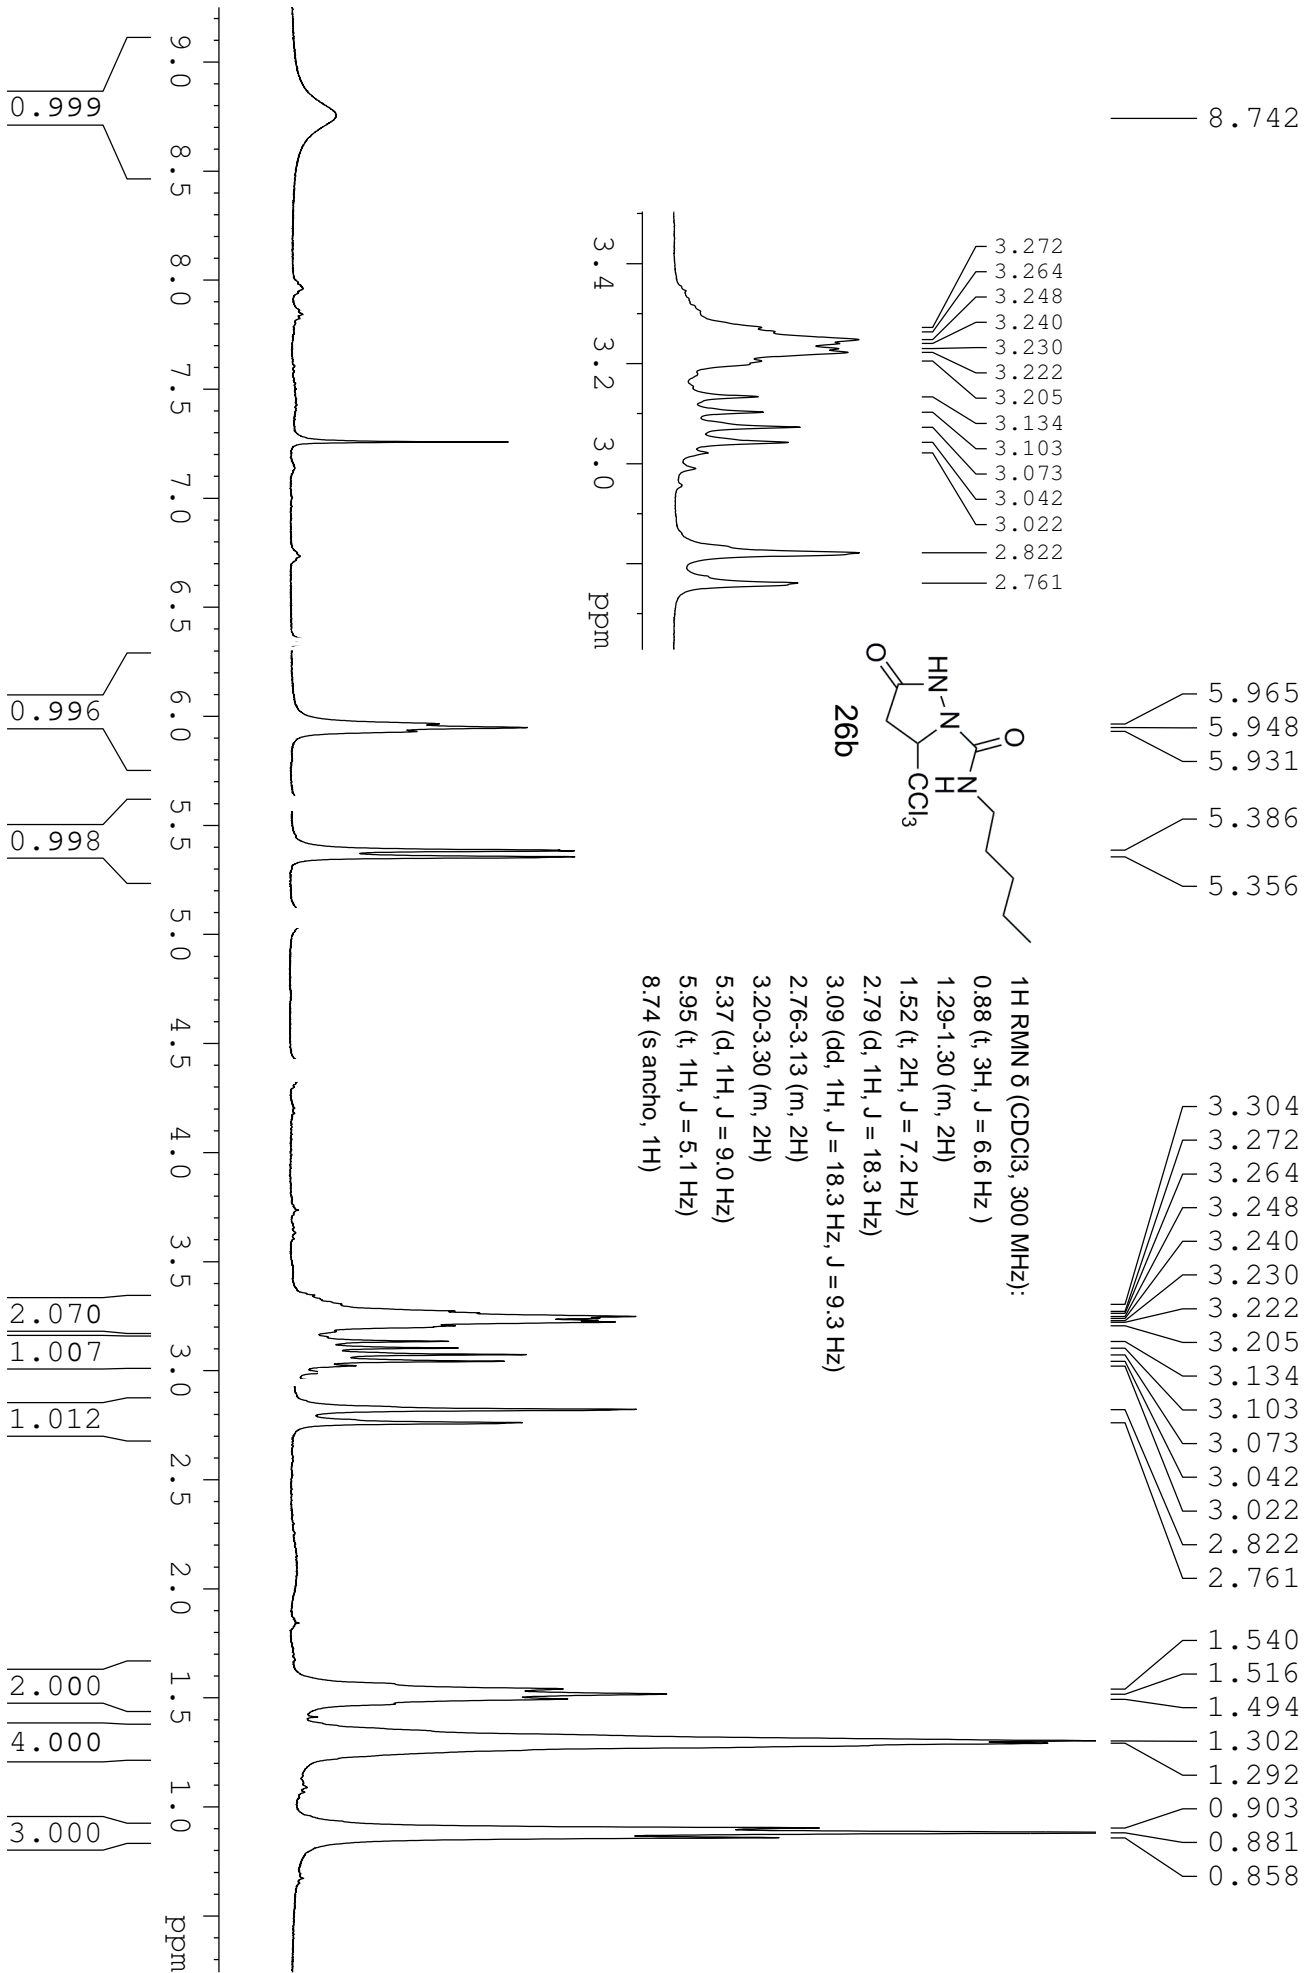 8.742
5.965
5.948
5.931
5.386
5.356
3.304
3.272
3.264
3.248
3.240
3.230
3.222
3.205
3.134
3.103
3.073
3.042
3.022
2.822
2.761
1.540
1.516
1.494
1.302
1.292
0.903
0.881
0.858
O
N
H
N
HN
O
CCl3
26b
1H RMN δ (CDCl3, 300 MHz):
0.88 (t, 3H, J = 6.6 Hz )
1.29-1.30 (m, 2H)
1.52 (t, 2H, J = 7.2 Hz)
2.779 (d, 1H, J = 18.3 Hz)
3.09 (dd, 1H, J = 18.3 Hz, J = 9.3 Hz)
2.76-3.13 (m, 2H)
3.20-3.30 (m, 2H)
5.37 (d, 1H, J = 9.0 Hz)
5.95 (t, 1H, J = 5.1 Hz)
8.74 (s ancho, 1H)
3.272
3.264
3.248
3.240
3.230
3.222
3.205
3.134
3.103
3.073
3.042
3.022
2.822
2.761
3.4 3.2 3.0 ppm
9.0 8.5 8.0 7.5 7.0 6.5 6.0 5.5 5.0 4.5 4.0 3.5 3.0 2.5 2.0 1.5 1.0 ppm
0.999
0.996
0.998
2.070
1.007
1.012
2.000
4.000
3.000